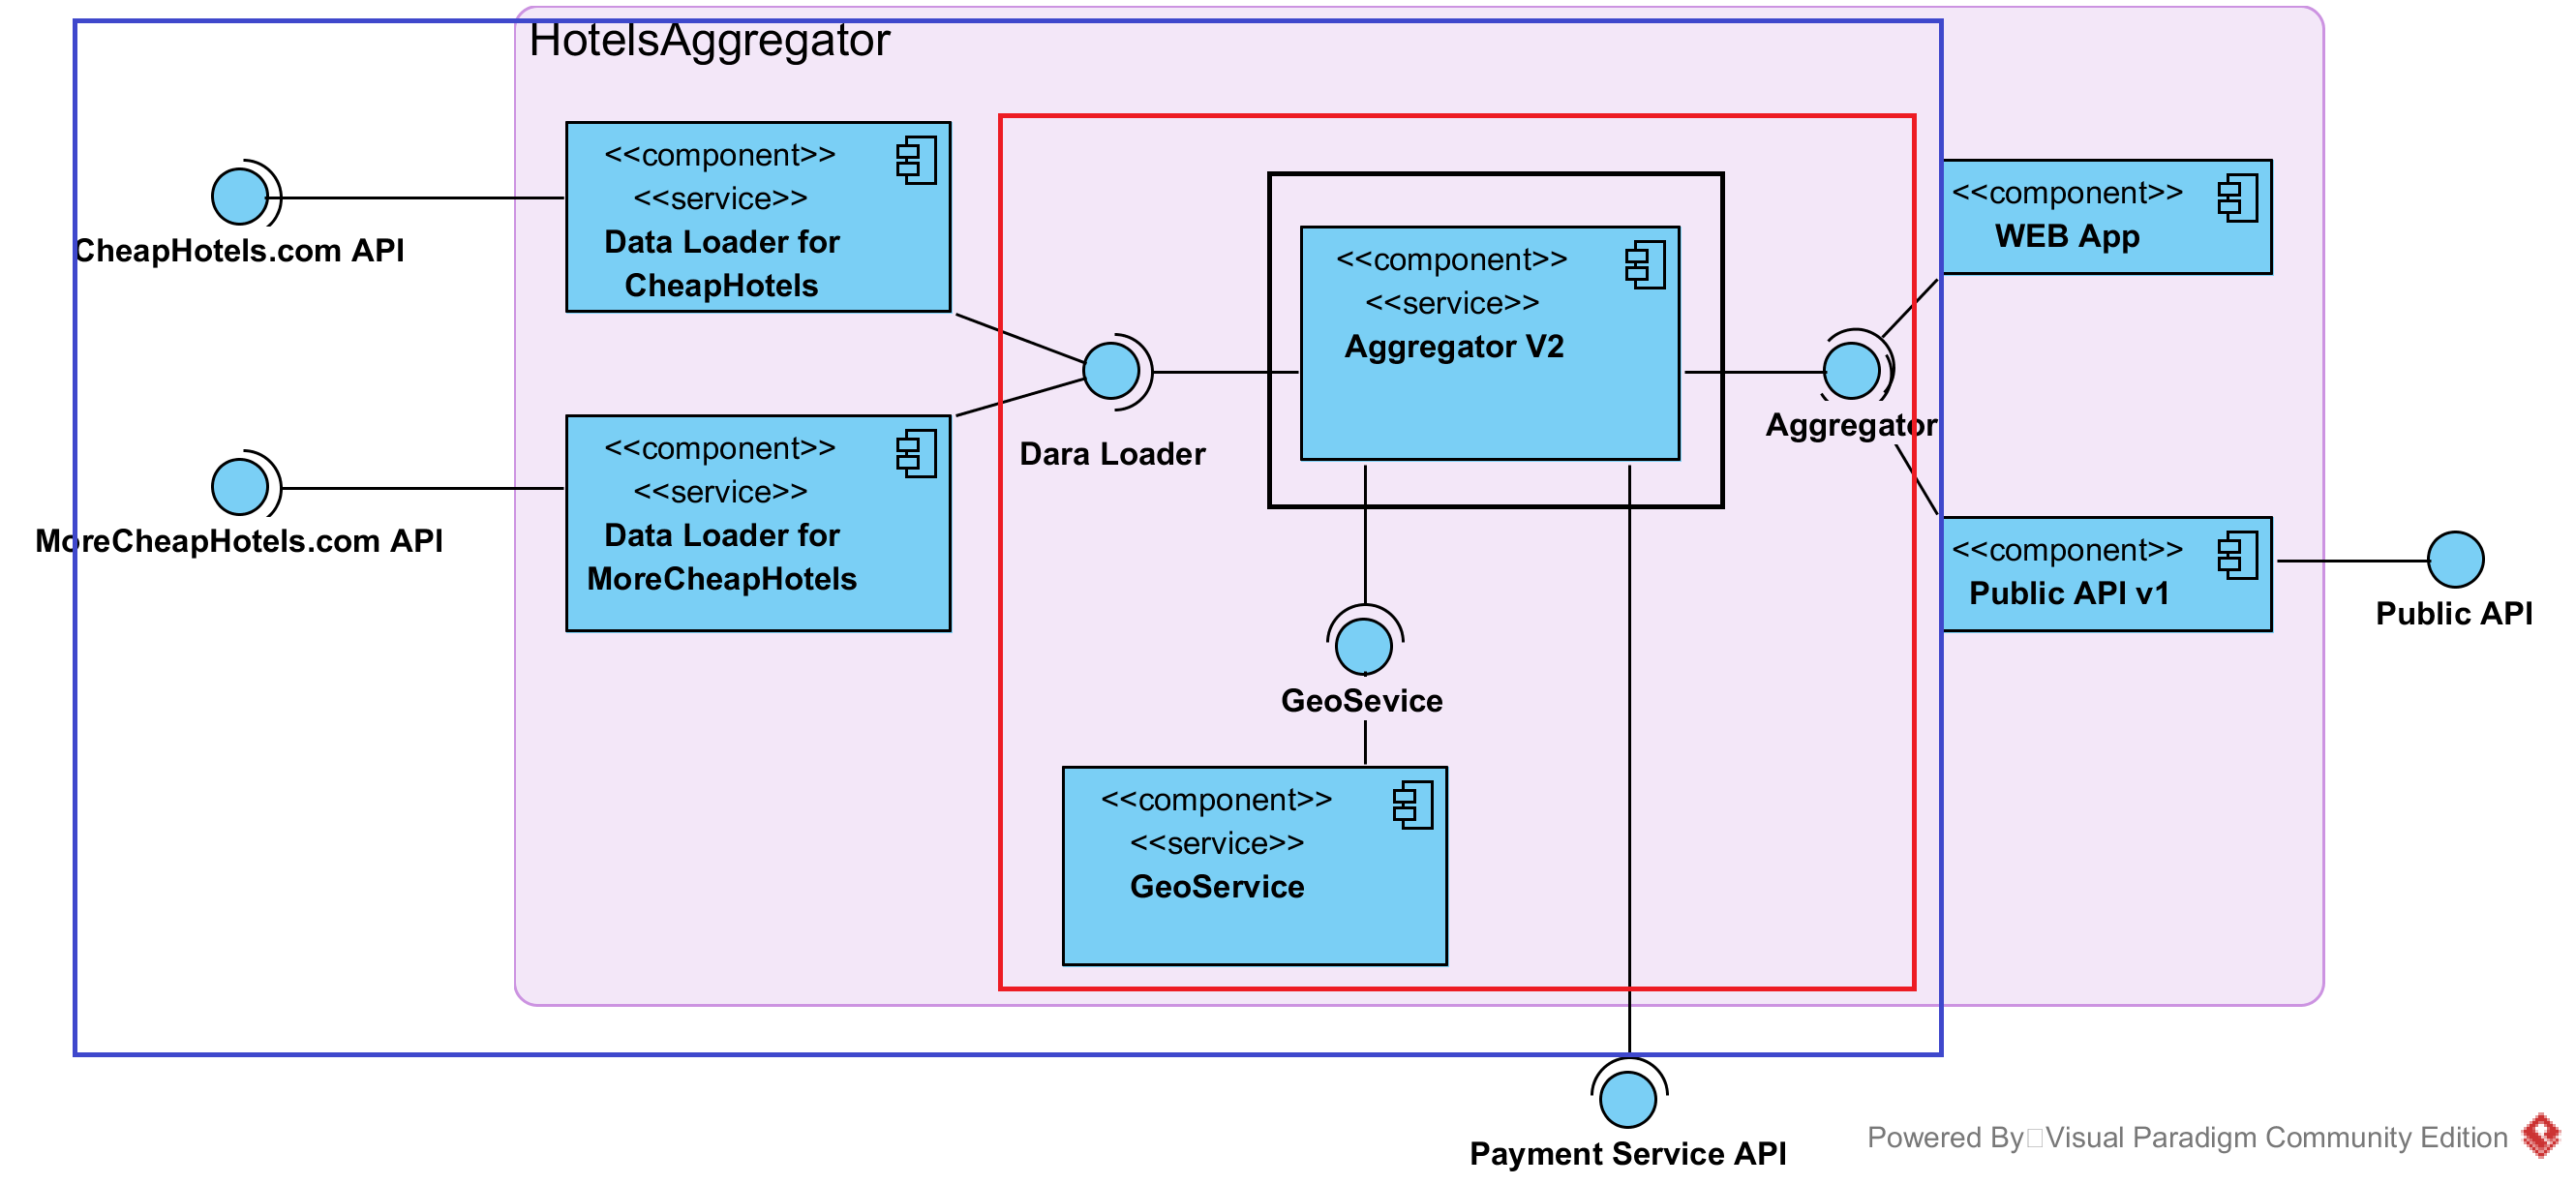 HotelsAggregator
<<component>>
<<service>>
Data Loader for
CheapHotels
CheapHotels.com API
<<component>>
<<service>>
Data Loader for
MoreCheapHotels
MoreCheapHotels.com API
Dara Loader
<<component>>
<<service>>
Aggregator V2
Aggregator
<<component>>
WEB App
<<component>>
Public API v1
Public API
GeoSevice
<<component>>
<<service>>
GeoService
Payment Service API
Powered By Visual Paradigm Community Edition